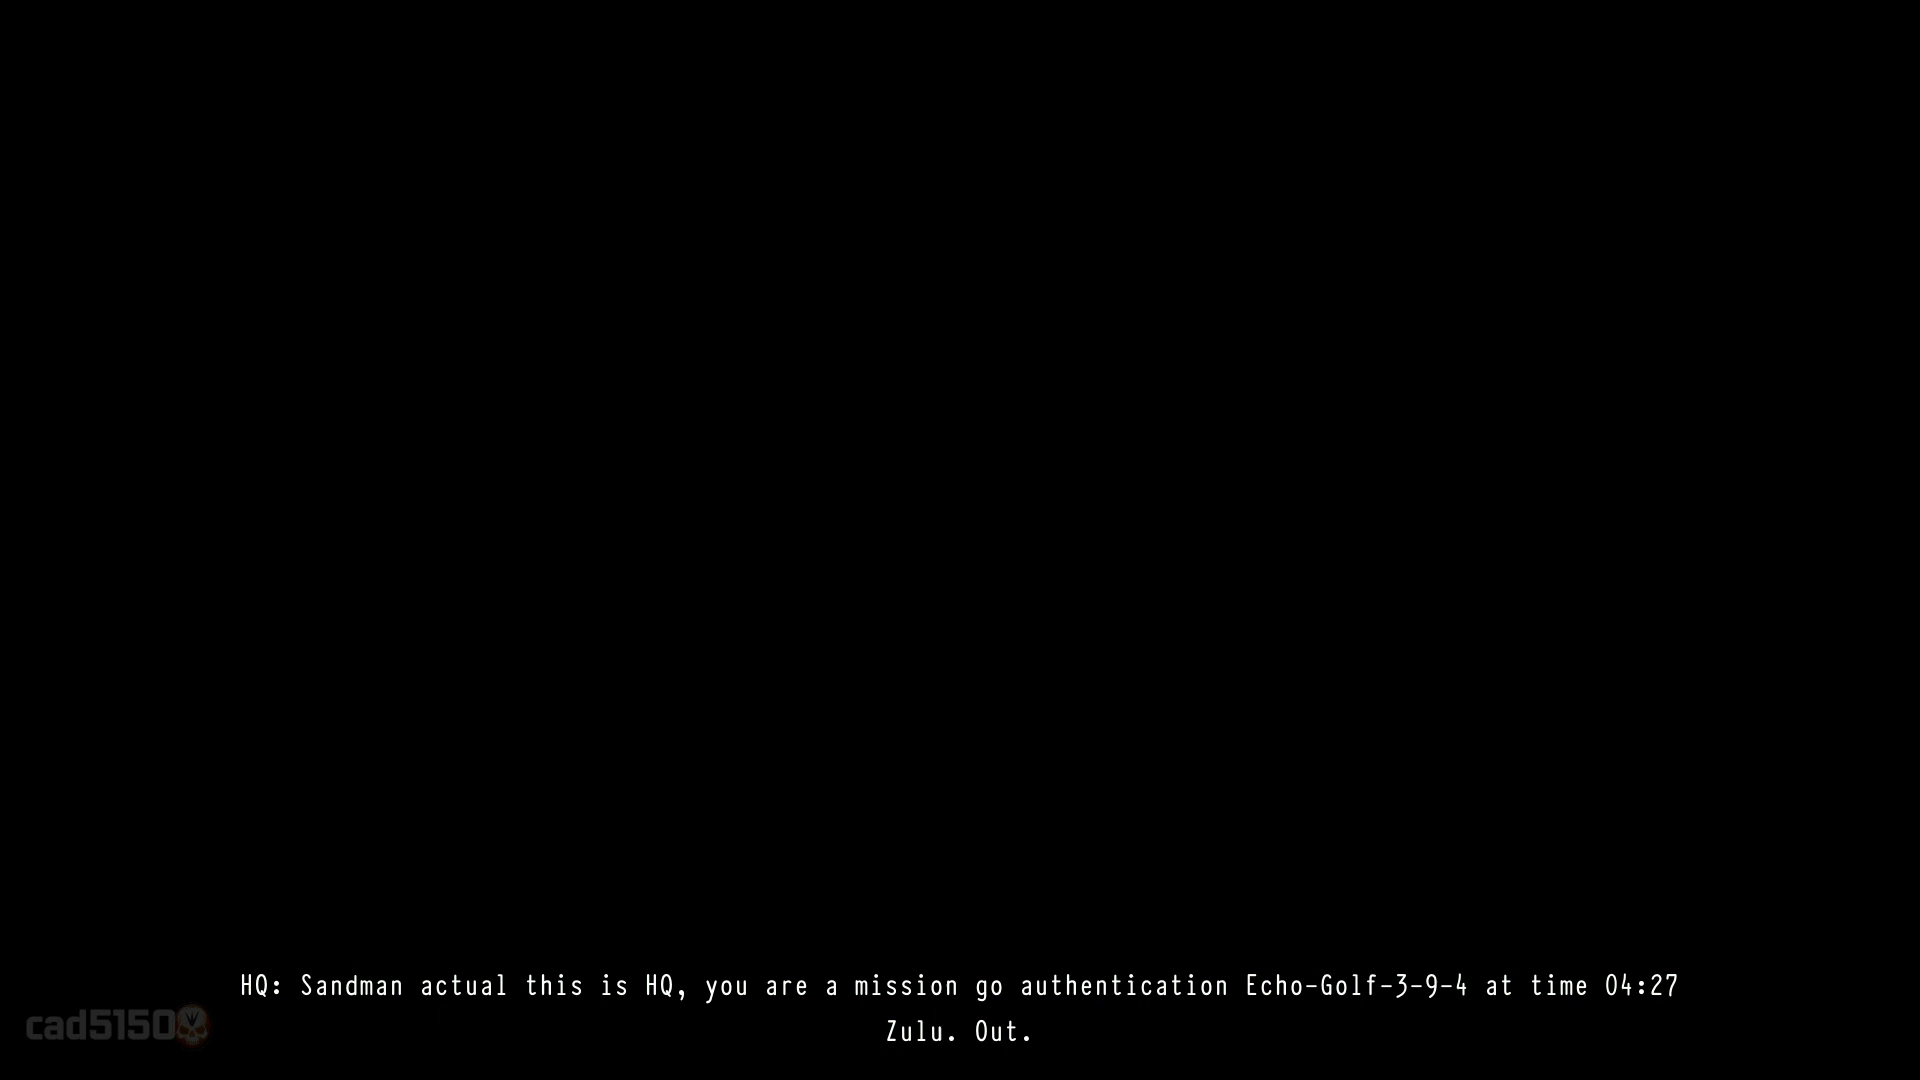 HQ: Sandman actual this is HQ, you are a mission go authentication Echo-Golf-3-9-4 at time 04:27
Zulu. Out.
cad5150